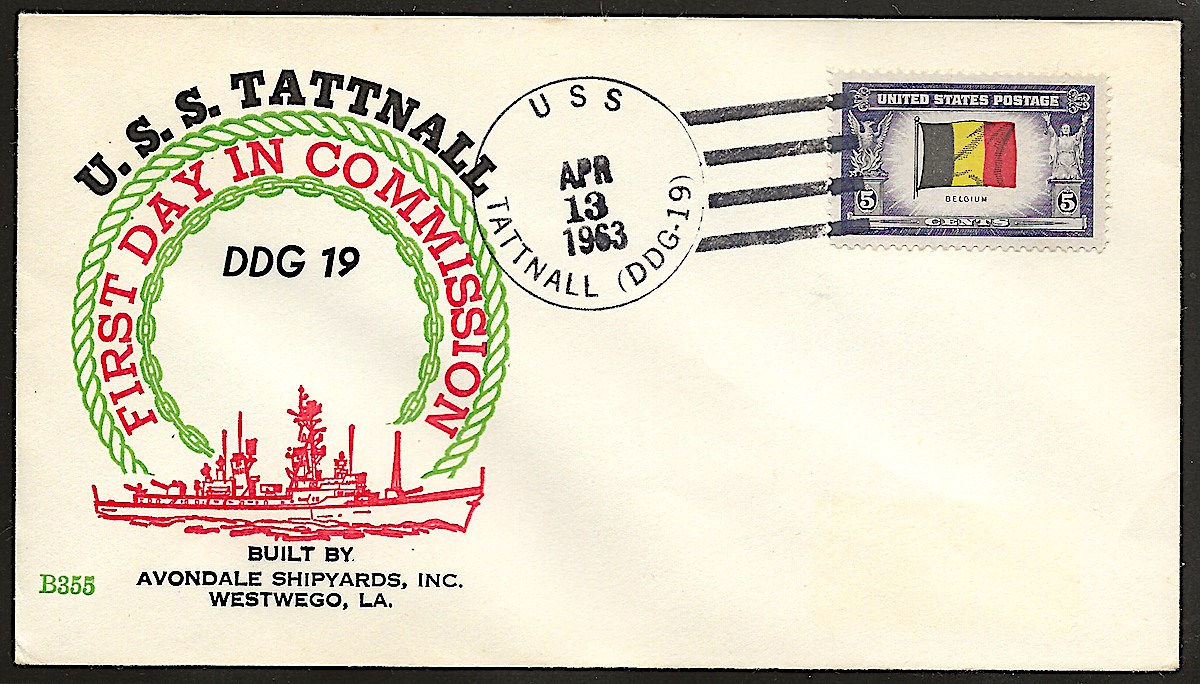 U. S. S. TATTNALL
FIRST DAY IN COMMISSION
DDG 19
BUILT BY
AVONDALE SHIPYARDS, INC.
WESTWEGO, LA.
B355
USS
APR
13
1963
TATTNALL (DDG-19)
UNITED STATES POSTAGE
BELGIUM
5 5
CENTS